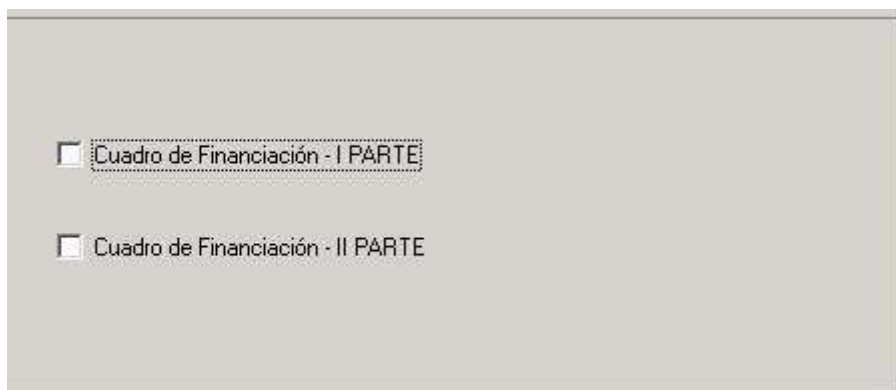 Cuadro de Financiación - I PARTE
Cuadro de Financiación - II PARTE